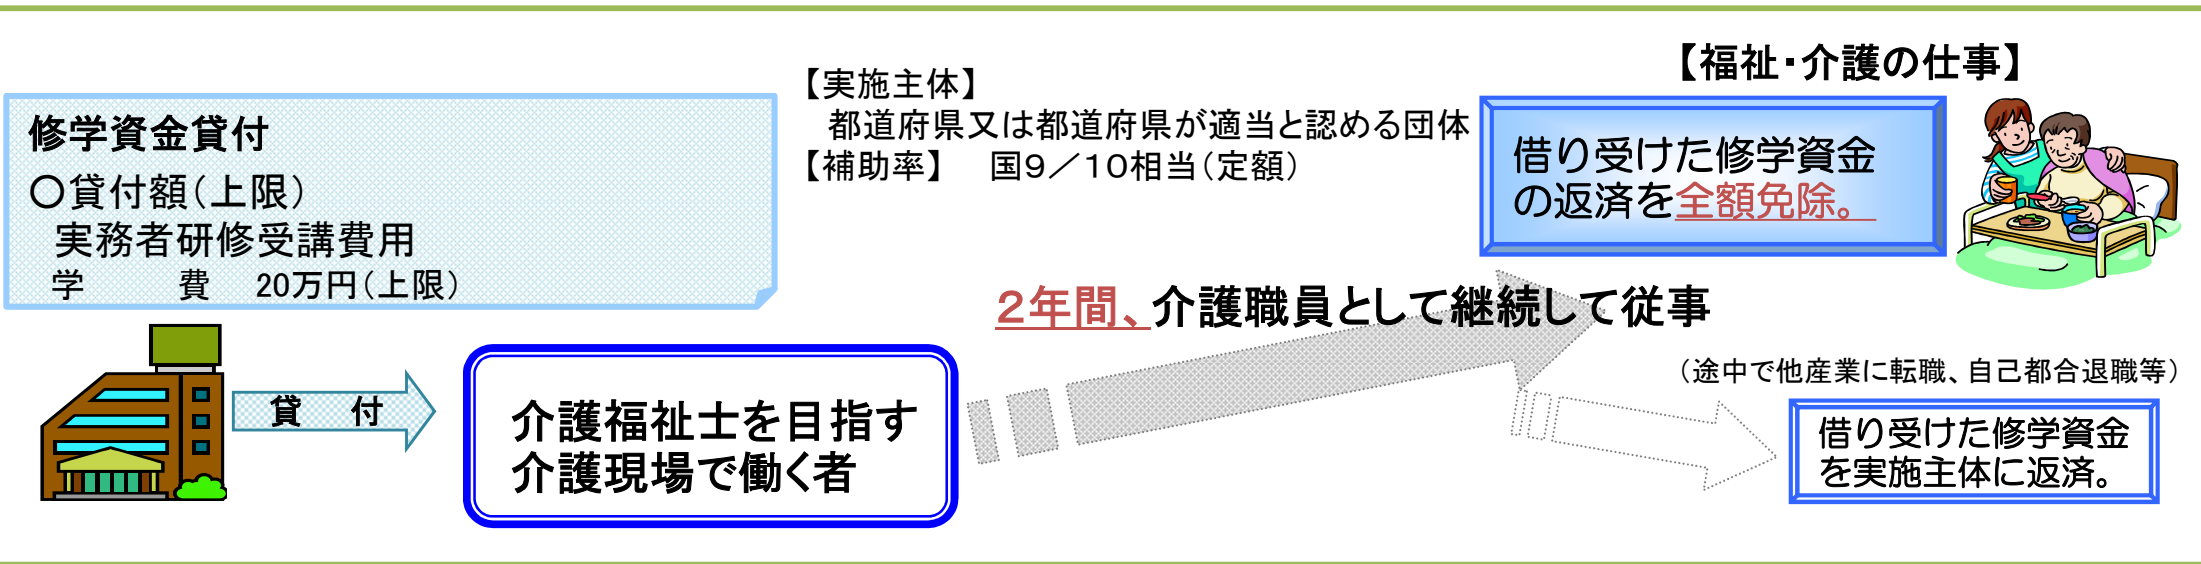 修学資金貸付
○貸付額(上限)
実務者研修受講費用
学　　費　20万円(上限)
【実施主体】
都道府県又は都道府県が適当と認める団体
【補助率】　国9／10相当(定額)
【福祉・介護の仕事】
借り受けた修学資金
の返済を全額免除。
2年間、介護職員として継続して従事
貸　付
介護福祉士を目指す
介護現場で働く者
(途中で他産業に転職、自己都合退職等)
借り受けた修学資金
を実施主体に返済。